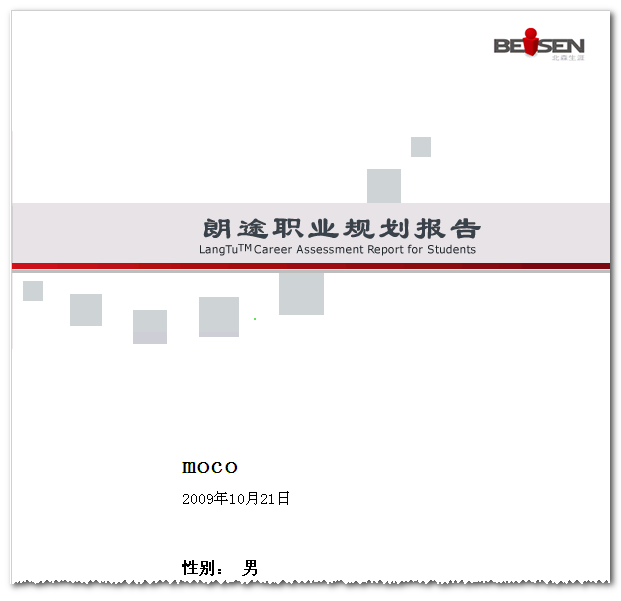 BEISEN
北森生涯
朗途职业规划报告
LangTu™ Career Assessment Report for Students
moco
2009年10月21日
性别： 男